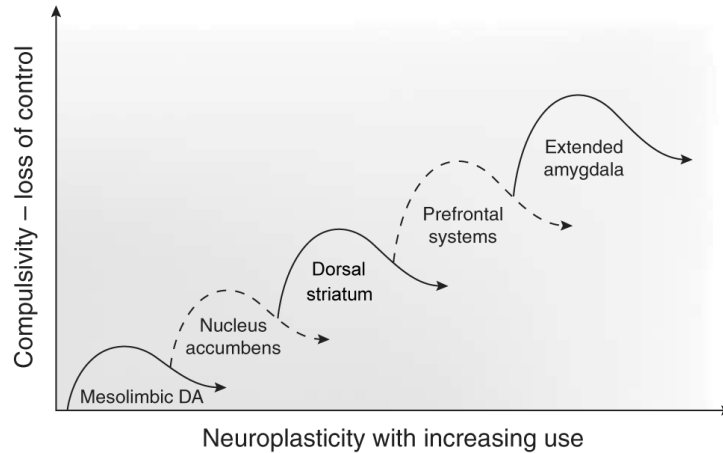 Compulsivity – loss of control
Extended
amygdala
Prefrontal
systems
Dorsal
striatum
Nucleus
accumbens
Mesolimbic DA
Neuroplasticity with increasing use